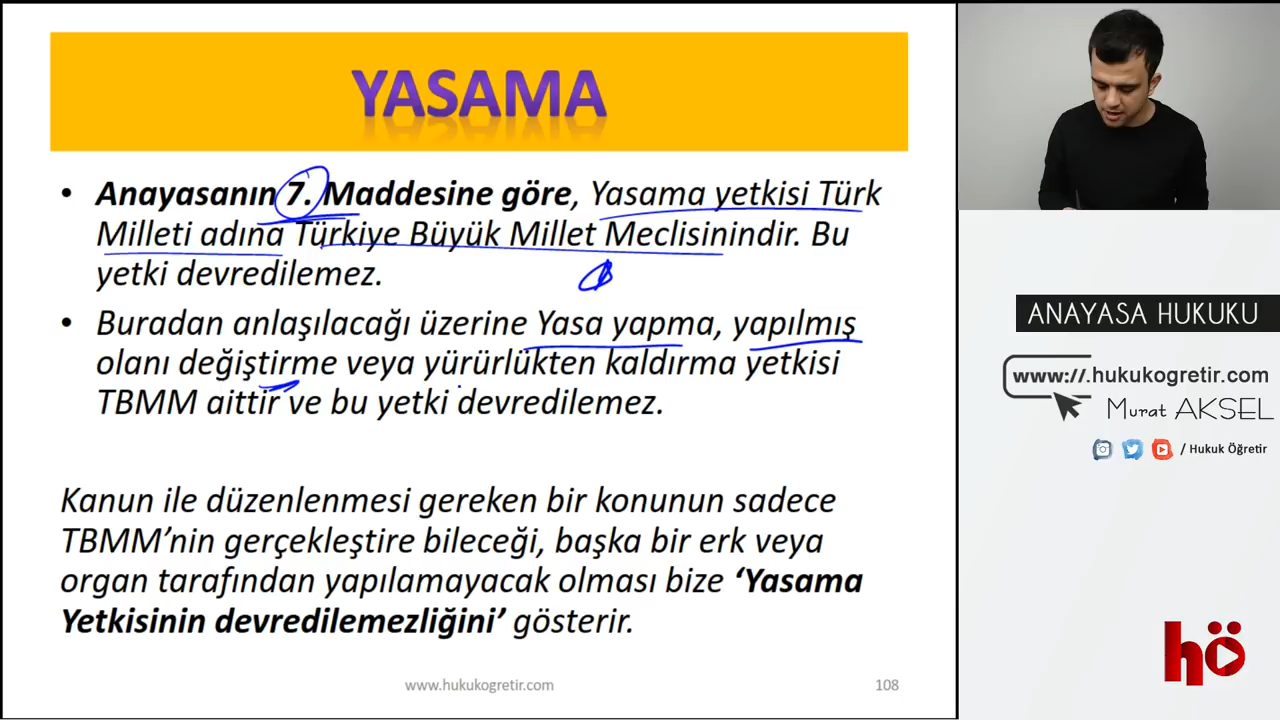 YASAMA
• Anayasanın 7. Maddesine göre, Yasama yetkisi Türk
Milleti adına Türkiye Büyük Millet Meclisinindir. Bu
yetki devredilemez.
• Buradan anlaşılacağı üzerine Yasa yapma, yapılmış
olanı değiştirme veya yürürlükten kaldırma yetkisi
TBMM aittir ve bu yetki devredilemez.
Kanun ile düzenlenmesi gereken bir konunun sadece
TBMM’nin gerçekleştire bileceği, başka bir erk veya
organ tarafından yapılamayacak olması bize ‘Yasama
Yetkisinin devredilemezliğini’ gösterir.
www.hukukogretir.com
108
ANAYASA HUKUKU
www://.hukukogretir.com
Murat AKSEL
/ Hukuk Öğretir
hö